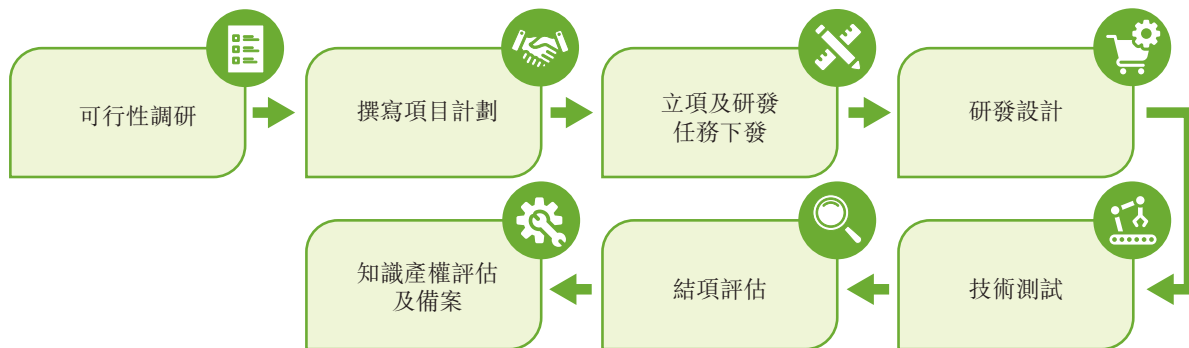 可行性調研
撰寫項目計劃
立項及研發
任務下發
研發設計
技術測試
結項評估
知識產權評估
及備案